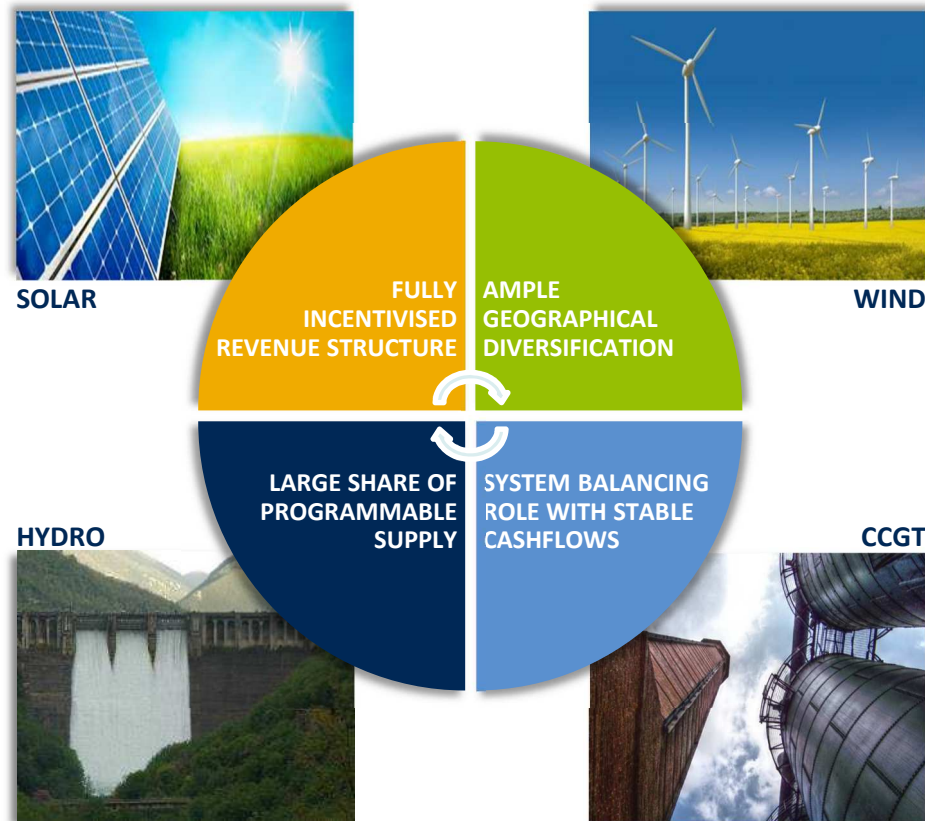 SOLAR
FULLY
INCENTIVISED
REVENUE STRUCTURE
AMPLE
GEOGRAPHICAL
DIVERSIFICATION
WIND
HYDRO
LARGE SHARE OF
PROGRAMMABLE
SUPPLY
SYSTEM BALANCING
ROLE WITH STABLE
CASHFLOWS
CCGT